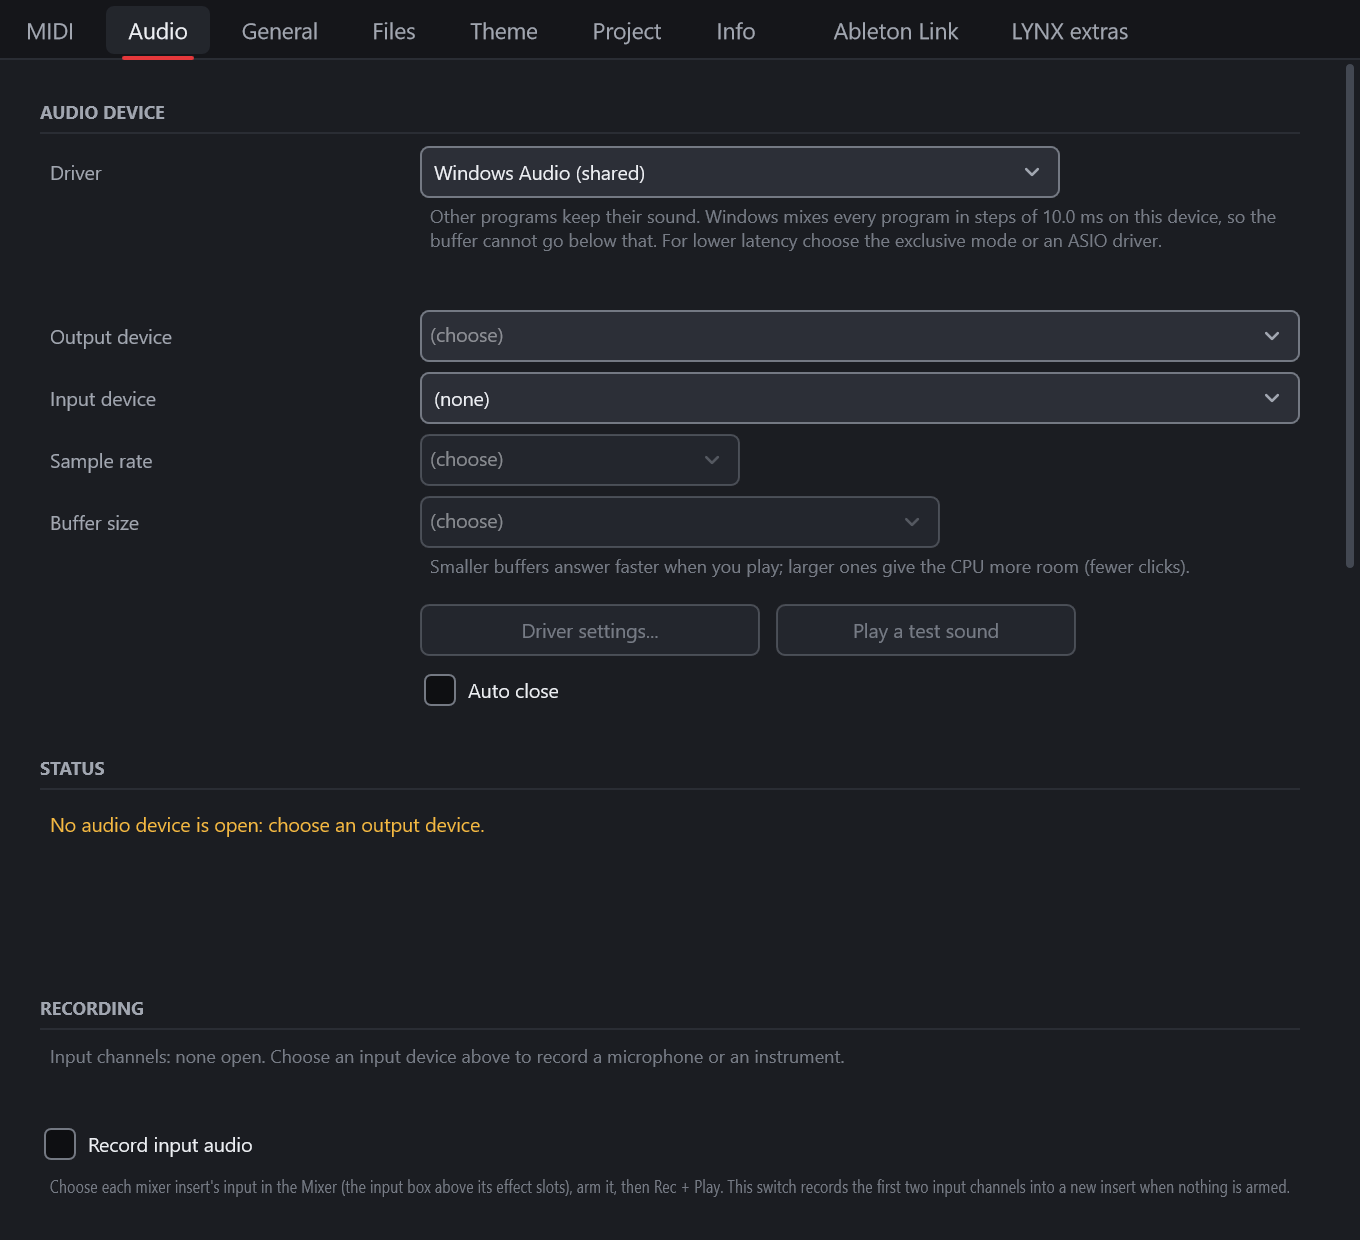 MIDI Audio General Files Theme Project Info Ableton Link LYNX extras
AUDIO DEVICE
Driver Windows Audio (shared)
Other programs keep their sound. Windows mixes every program in steps of 10.0 ms on this device, so the
buffer cannot go below that. For lower latency choose the exclusive mode or an ASIO driver.
Output device (choose)
Input device (none)
Sample rate (choose)
Buffer size (choose)
Smaller buffers answer faster when you play; larger ones give the CPU more room (fewer clicks).
Driver settings... Play a test sound
Auto close
STATUS
No audio device is open: choose an output device.
RECORDING
Input channels: none open. Choose an input device above to record a microphone or an instrument.
Record input audio
Choose each mixer insert's input in the Mixer (the input box above its effect slots), arm it, then Rec + Play. This switch records the first two input channels into a new insert when nothing is armed.